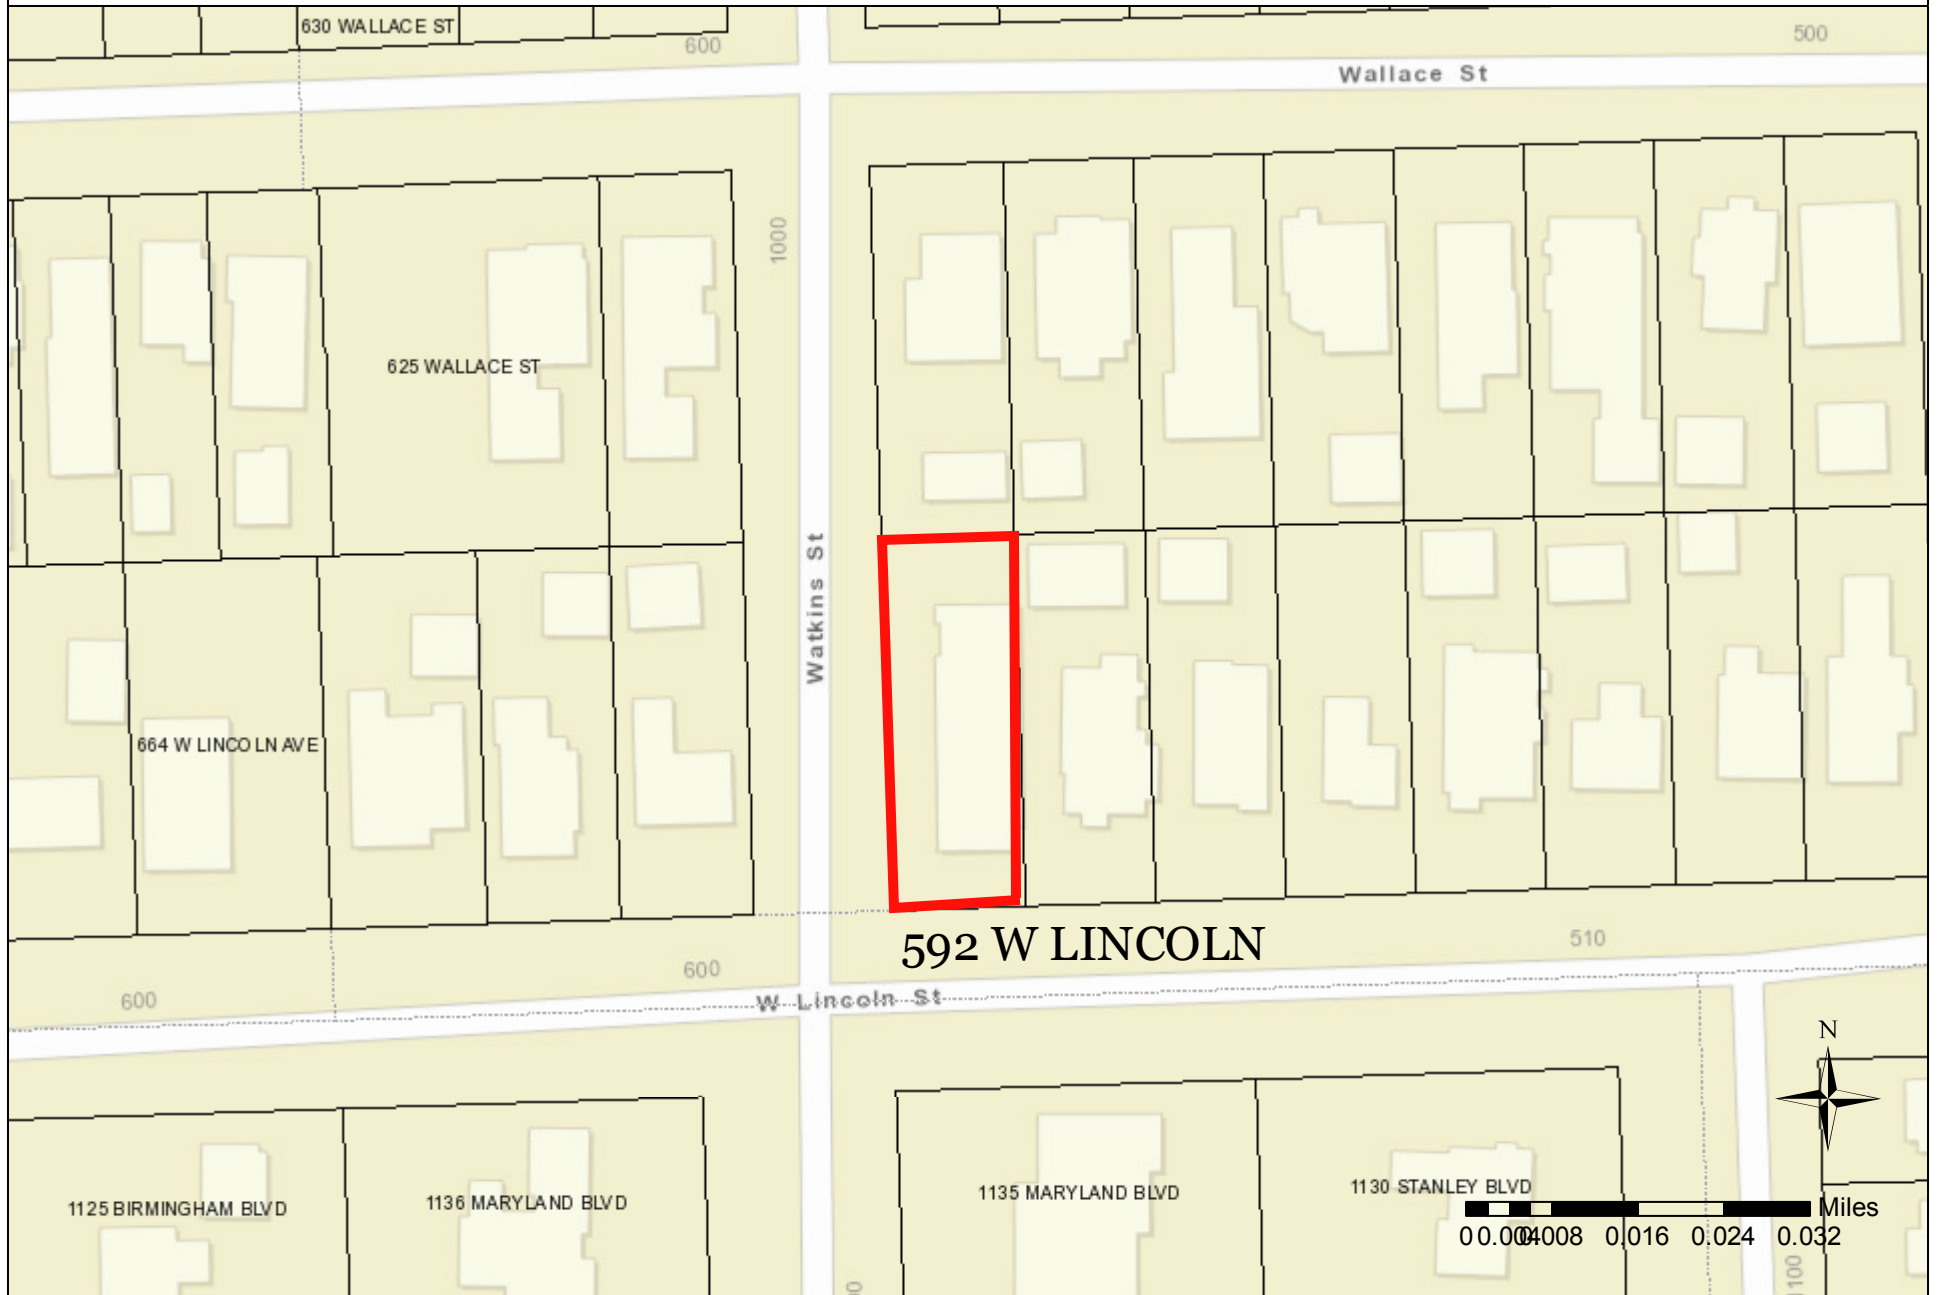 630 WALLACE ST
600
500
Wallace St
1000
625 WALLACE ST
Watkins St
664 W LINCOLN AVE
592 W LINCOLN
510
600
600
W Lincoln St
N
1125 BIRMINGHAM BLVD
1136 MARYLAND BLVD
1135 MARYLAND BLVD
1130 STANLEY BLVD
Miles
0 0.004 0.008 0.016 0.024 0.032